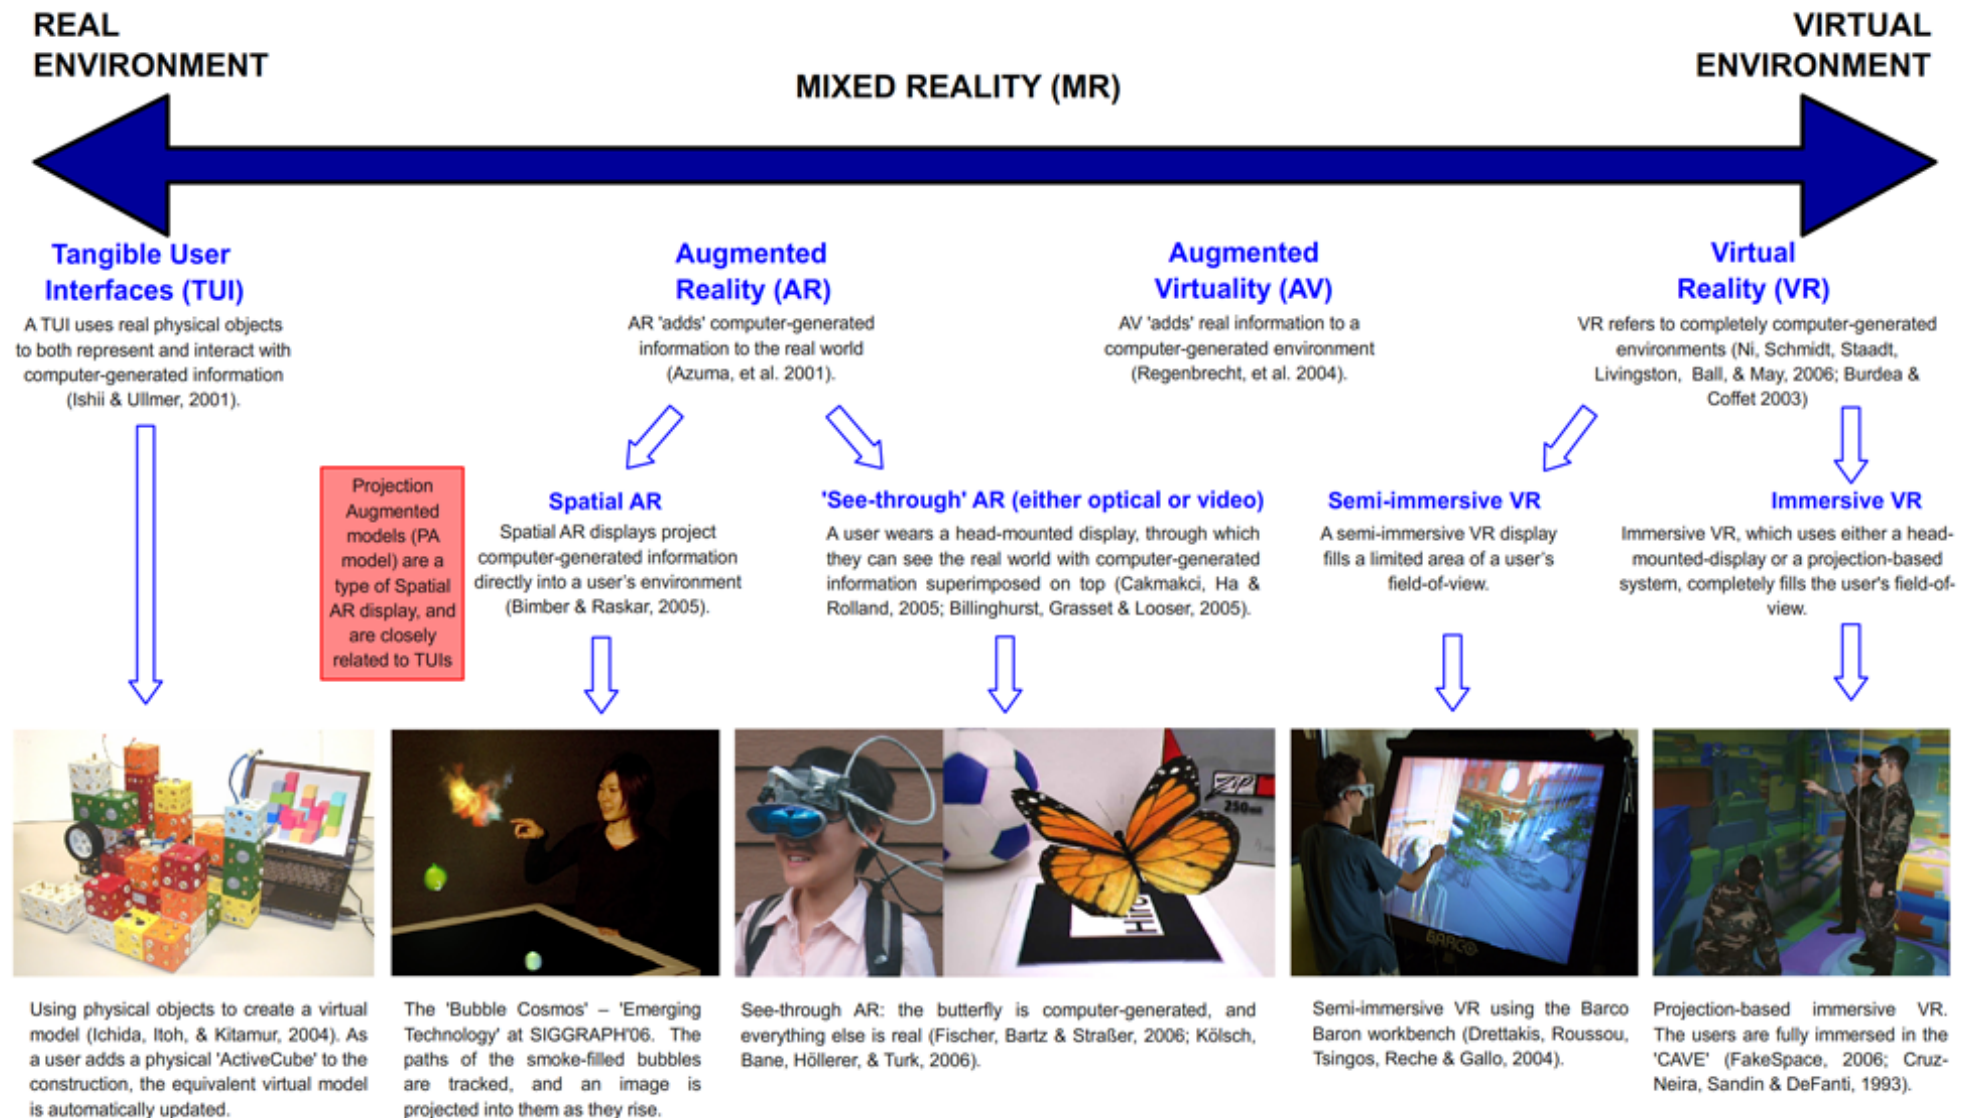 REAL
ENVIRONMENT
VIRTUAL
ENVIRONMENT
MIXED REALITY (MR)
Tangible User
Interfaces (TUI)
A TUI uses real physical objects
to both represent and interact with
computer-generated information
(Ishii & Ullmer, 2001).
Augmented
Reality (AR)
AR 'adds' computer-generated
information to the real world
(Azuma, et al. 2001).
Augmented
Virtuality (AV)
AV 'adds' real information to a
computer-generated environment
(Regenbrecht, et al. 2004).
Virtual
Reality (VR)
VR refers to completely computer-generated
environments (Ni, Schmidt, Staadt,
Livingston, Ball, & May, 2006; Burdea &
Coffet 2003)
Projection
Augmented
models (PA
model) are a
type of Spatial
AR display, and
are closely
related to TUIs
Spatial AR
Spatial AR displays project
computer-generated information
directly into a user's environment
(Bimber & Raskar, 2005).
'See-through' AR (either optical or video)
A user wears a head-mounted display, through which
they can see the real world with computer-generated
information superimposed on top (Cakmakci, Ha &
Rolland, 2005; Billinghurst, Grasset & Looser, 2005).
Semi-immersive VR
A semi-immersive VR display
fills a limited area of a user's
field-of-view.
Immersive VR
Immersive VR, which uses either a head-
mounted-display or a projection-based
system, completely fills the user's field-of-
view.
ZIP
250
BARCO
Using physical objects to create a virtual
model (Ichida, Itoh, & Kitamur, 2004). As
a user adds a physical 'ActiveCube' to the
construction, the equivalent virtual model
is automatically updated.
The 'Bubble Cosmos' – 'Emerging
Technology' at SIGGRAPH'06. The
paths of the smoke-filled bubbles
are tracked, and an image is
projected into them as they rise.
See-through AR: the butterfly is computer-generated, and
everything else is real (Fischer, Bartz & Straßer, 2006; Kölsch,
Bane, Höllerer, & Turk, 2006).
Semi-immersive VR using the Barco
Baron workbench (Drettakis, Roussou,
Tsingos, Reche & Gallo, 2004).
Projection-based immersive VR.
The users are fully immersed in the
'CAVE' (FakeSpace, 2006; Cruz-
Neira, Sandin & DeFanti, 1993).